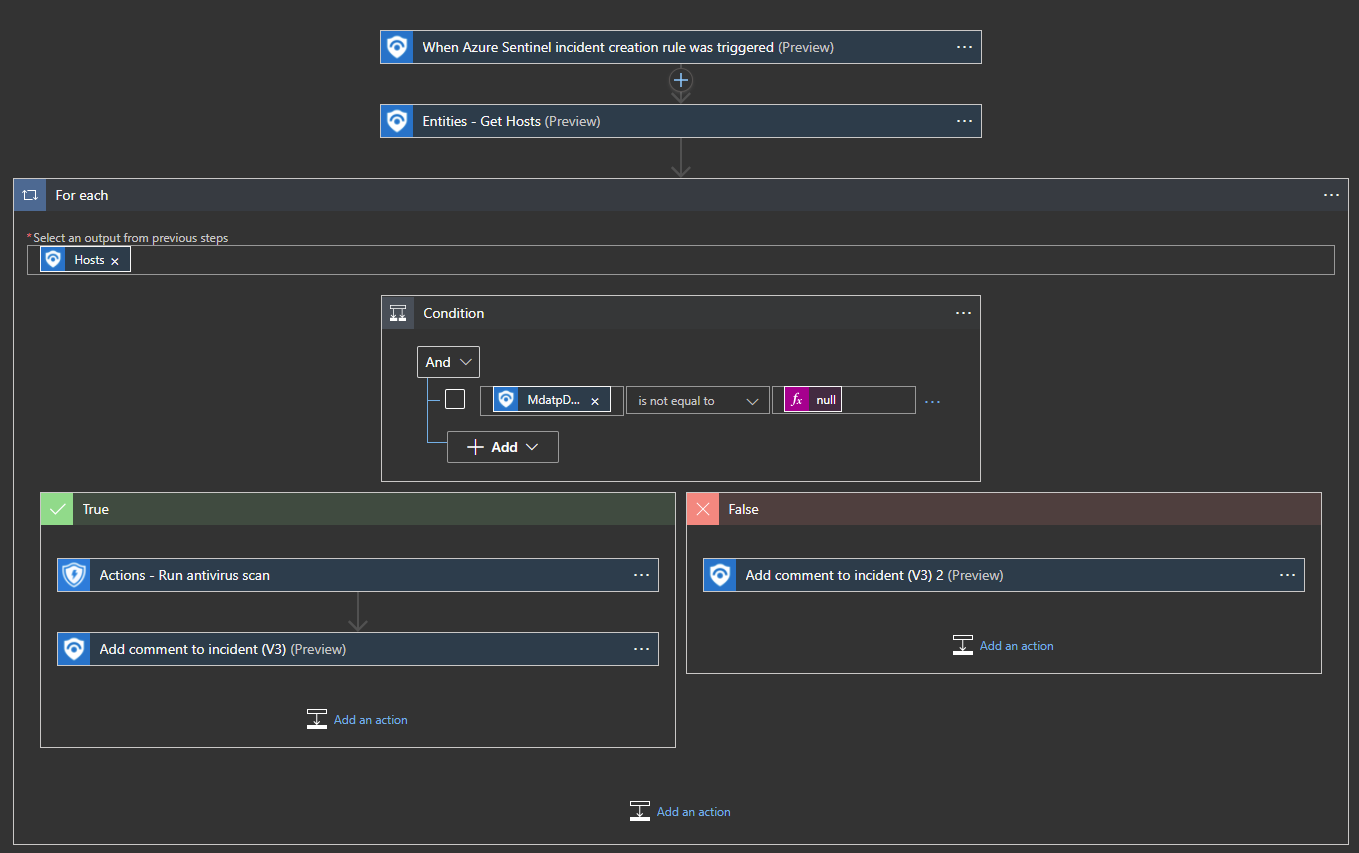 When Azure Sentinel incident creation rule was triggered (Preview)
Entities - Get Hosts (Preview)
For each
*Select an output from previous steps
Hosts
Condition
And
MdatpD... is not equal to fx null
Add
True
False
Actions - Run antivirus scan
Add comment to incident (V3) 2 (Preview)
Add comment to incident (V3) (Preview)
Add an action
Add an action
Add an action